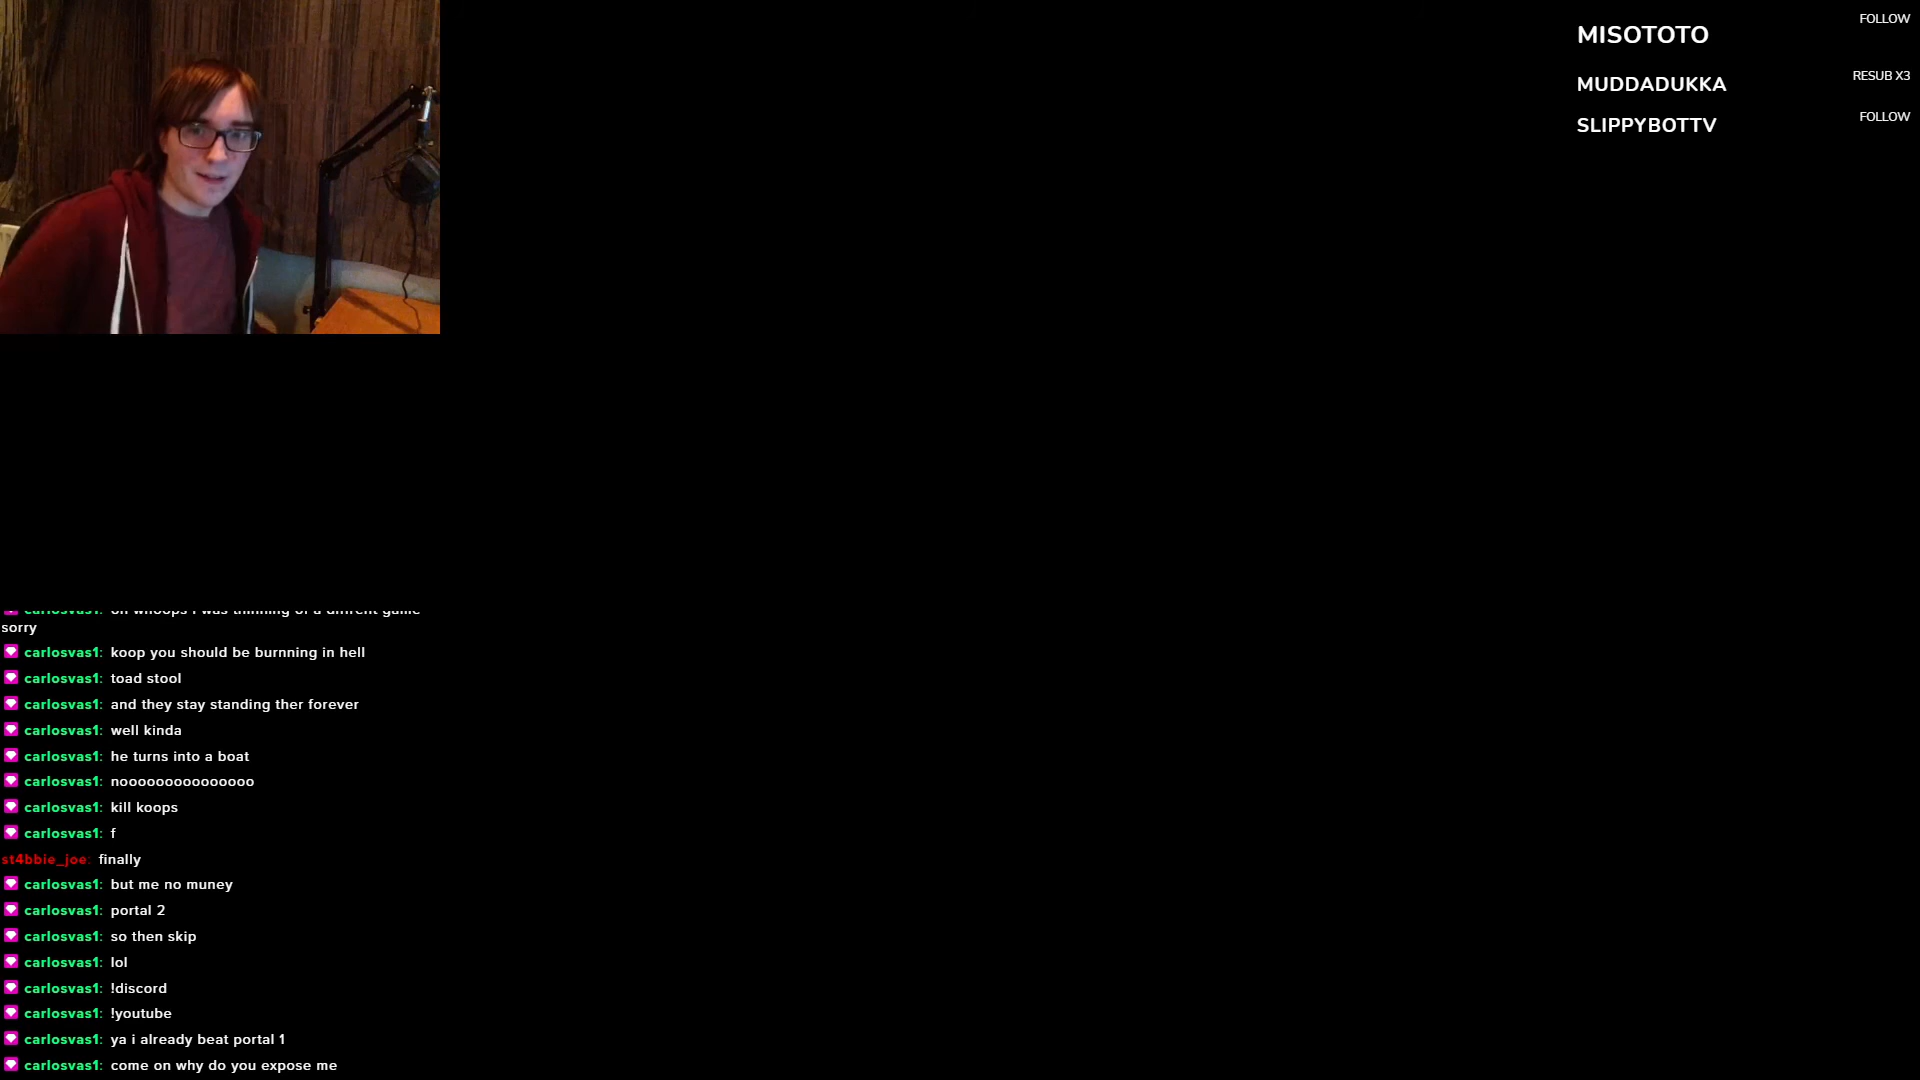 MISOTOTO FOLLOW
MUDDADUKKA RESUB X3
SLIPPYBOTTV FOLLOW
sorry
carlosvas1: koop you should be burnning in hell
carlosvas1: toad stool
carlosvas1: and they stay standing ther forever
carlosvas1: well kinda
carlosvas1: he turns into a boat
carlosvas1: nooooooooooooooo
carlosvas1: kill koops
carlosvas1: f
st4bbie_joe: finally
carlosvas1: but me no muney
carlosvas1: portal 2
carlosvas1: so then skip
carlosvas1: lol
carlosvas1: !discord
carlosvas1: !youtube
carlosvas1: ya i already beat portal 1
carlosvas1: come on why do you expose me